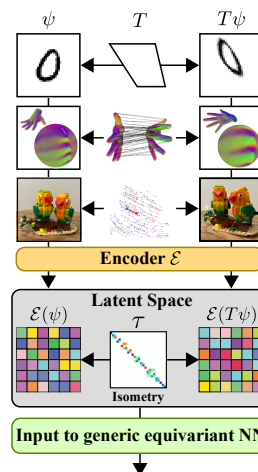 ψ T Tψ
Encoder ℰ
Latent Space
ℰ(ψ) τ ℰ(Tψ)
Isometry
Input to generic equivariant NN